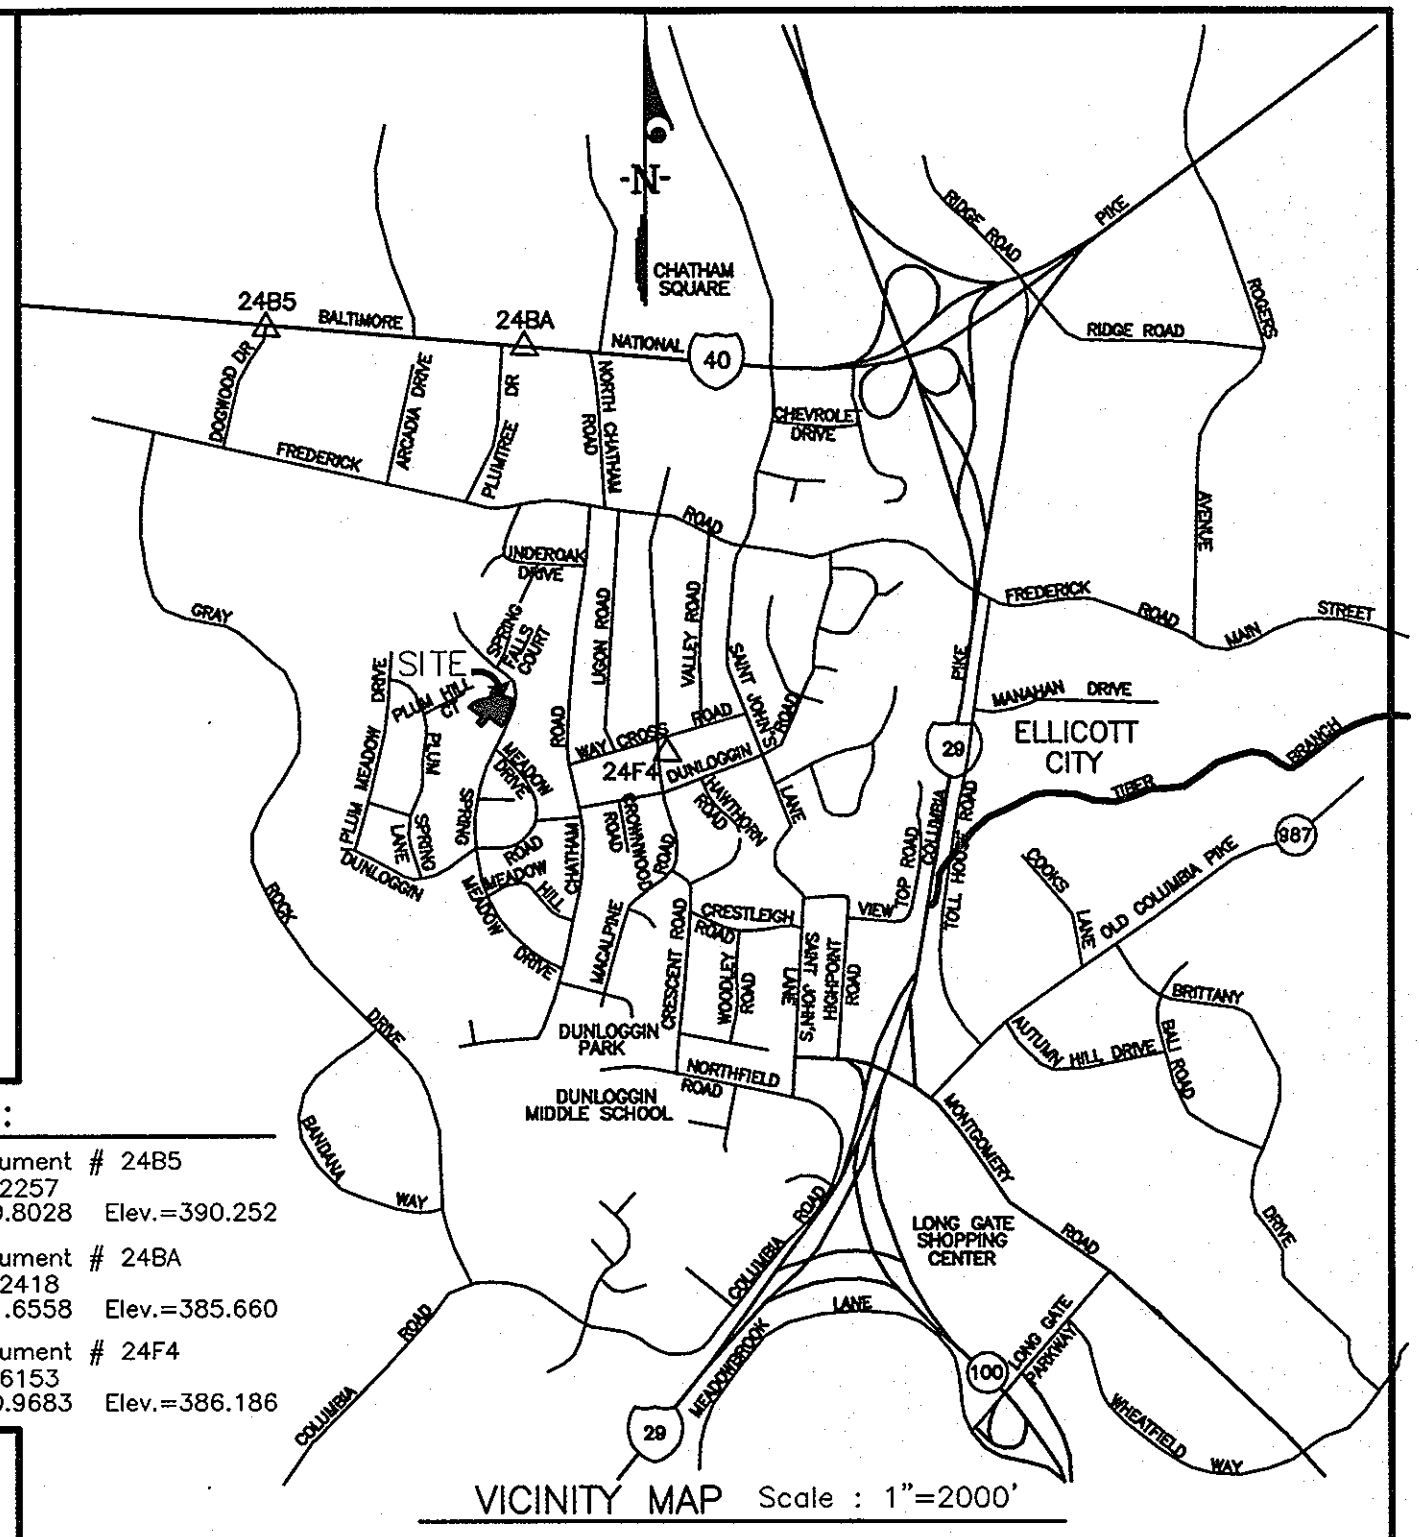 -N-
CHATHAM
SQUARE
RIDGE ROAD
PIKE
ROGERS
24B5
BALTIMORE
24BA
NATIONAL
40
RIDGE ROAD
DOGWOOD DR
ARCADIA DRIVE
PLUMTREE DR
NORTH CHATHAM
ROAD
CHEVROLET
DRIVE
FREDERICK
ROAD
AVENUE
UNDEROAK
DRIVE
GRAY
SPRING
FALLS
COURT
LIGON ROAD
VALLEY ROAD
FREDERICK
ROAD
MAIN
STREET
SITE
PLUM HILL
CT
PLUM MEADOW DRIVE
PLUM
SPRING
LANE
DUNLOGGIN
SPRING
MEADOW
DRIVE
ROAD
CHATHAM
WAY CROSS ROAD
24F4
DUNLOGGIN
SAINT JOHN'S
ROAD
LANE
PIKE
MANAHAN DRIVE
29
ELLICOTT
CITY
TIBER
BRANCH
COLUMBIA
TOLL HOUSE ROAD
987
HAWTHORN
ROAD
CROWNWOOD
ROAD
ROAD
ROAD
MEADOW
HILL
MEADOW
DRIVE
MACALPINE
CRESCENT ROAD
CRESTLEIGH
ROAD
WOODLEY
ROAD
SAINT JOHN'S
LANE
HIGHPOINT
ROAD
VIEW
TOP ROAD
COOKS
LANE
OLD COLUMBIA PIKE
BRITTANY
AUTUMN HILL DRIVE
BALI ROAD
DRIVE
ROCK
DRIVE
DUNLOGGIN
PARK
NORTHFIELD
ROAD
DUNLOGGIN
MIDDLE SCHOOL
MONTGOMERY
ROAD
BANDANA
WAY
LONG GATE
SHOPPING
CENTER
COLUMBIA
ROAD
LANE
MEADOWBROOK
LONG GATE
PARKWAY
100
WHEATFIELD
WAY
COLUMBIA
ROAD
29
:
ument # 24B5
2257
.8028 Elev.=390.252
ument # 24BA
2418
.6558 Elev.=385.660
ument # 24F4
6153
.9683 Elev.=386.186
VICINITY MAP Scale : 1"=2000'